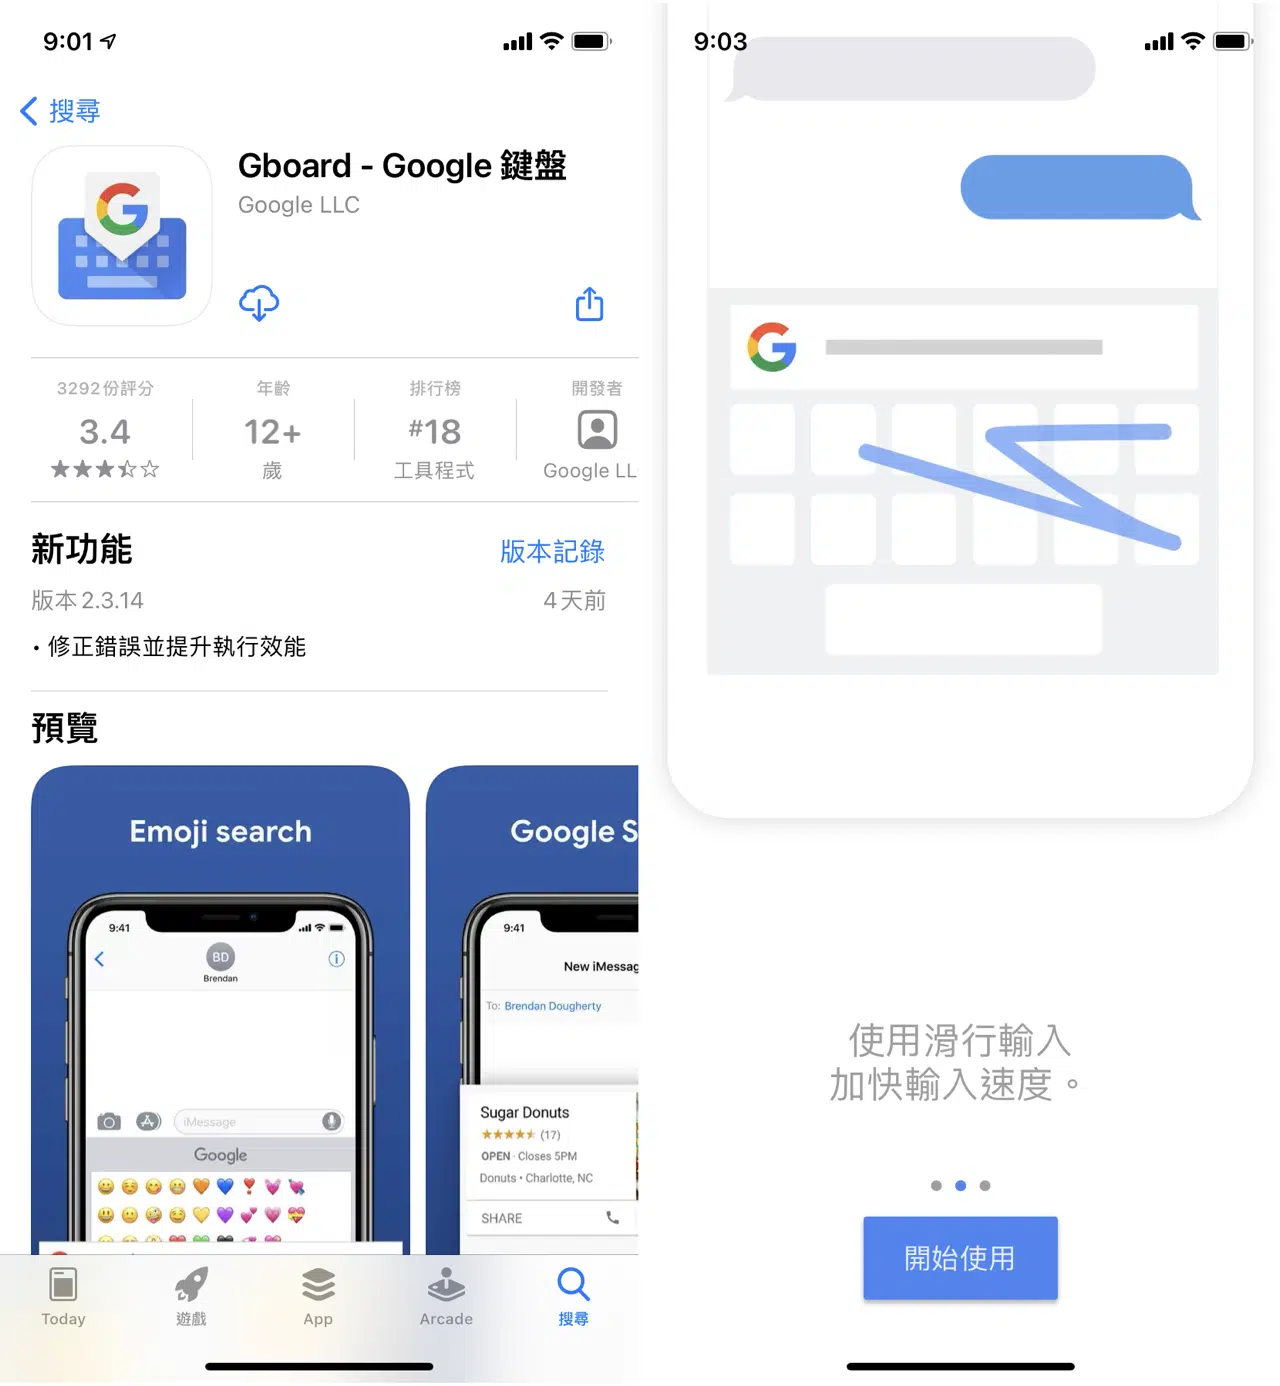 9:01
搜尋
Gboard - Google 鍵盤
Google LLC
3292份評分
3.4
年齡
12+
歲
排行榜
#18
工具程式
開發者
Google LL
新功能
版本記錄
版本 2.3.14
4 天前
• 修正錯誤並提升執行效能
預覽
Emoji search
9:41
BD
Brendan
iMessage
Google
Google S
9:41
New iMessag
To: Brendan Dougherty
Sugar Donuts
(17)
OPEN · Closes 5PM
Donuts • Charlotte, NC
SHARE
Today
遊戲
App
Arcade
搜尋
9:03
使用滑行輸入
加快輸入速度。
開始使用